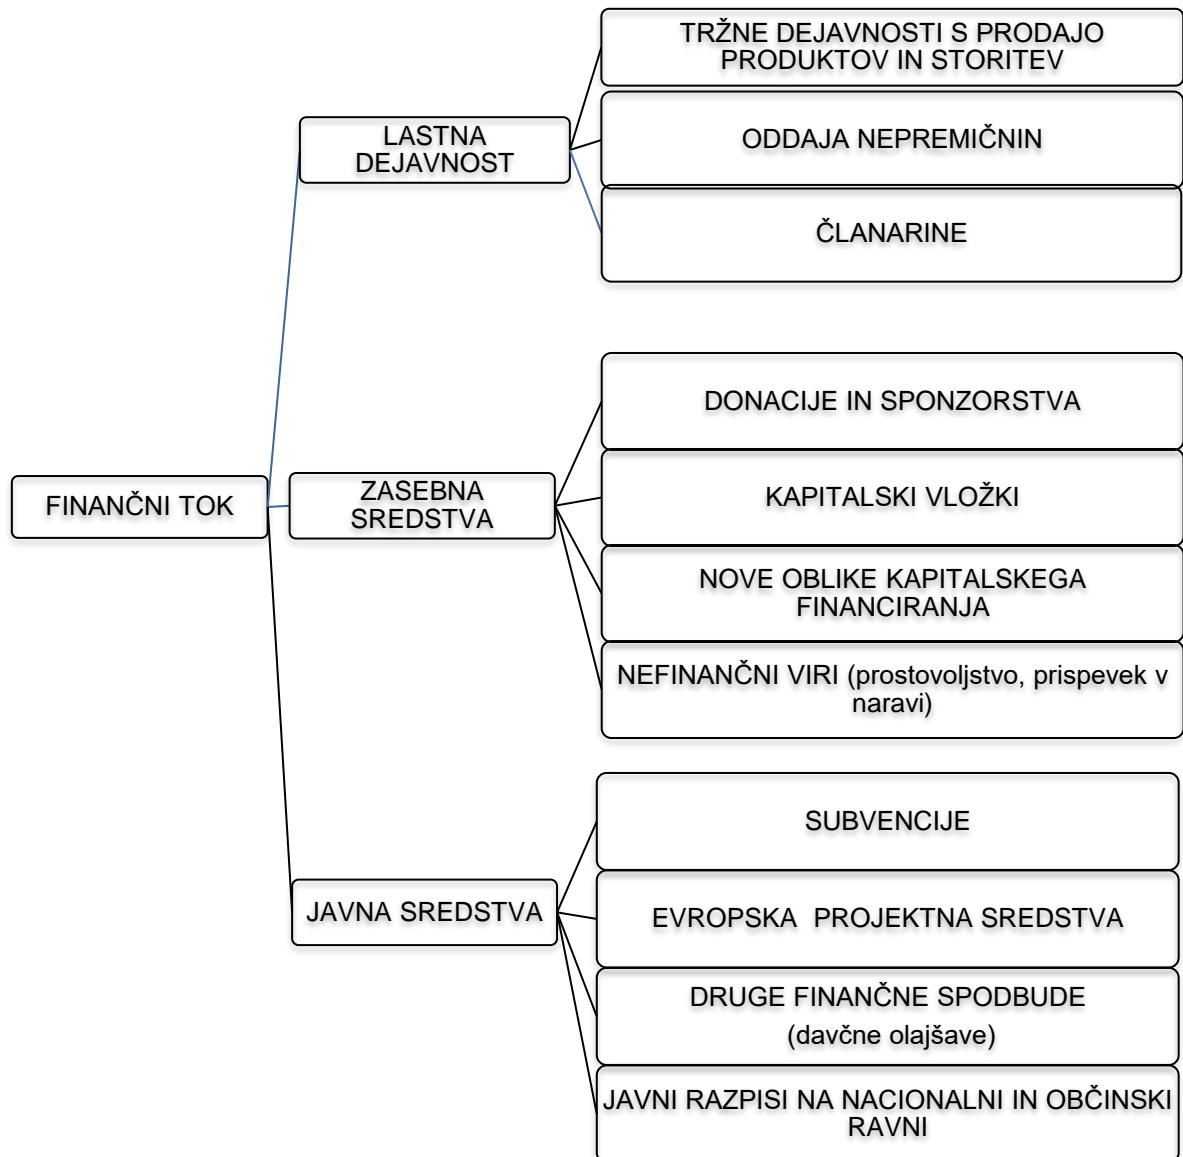 FINANČNI TOK
LASTNA
DEJAVNOST
TRŽNE DEJAVNOSTI S PRODAJO
PRODUKTOV IN STORITEV
ODDAJA NEPREMIČNIN
ČLANARINE
ZASEBNA
SREDSTVA
DONACIJE IN SPONZORSTVA
KAPITALSKI VLOŽKI
NOVE OBLIKE KAPITALSKEGA
FINANCIRANJA
NEFINANČNI VIRI (prostovoljstvo, prispevek v
naravi)
JAVNA SREDSTVA
SUBVENCIJE
EVROPSKA PROJEKTNA SREDSTVA
DRUGE FINANČNE SPODBUDE
(davčne olajšave)
JAVNI RAZPISI NA NACIONALNI IN OBČINSKI
RAVNI